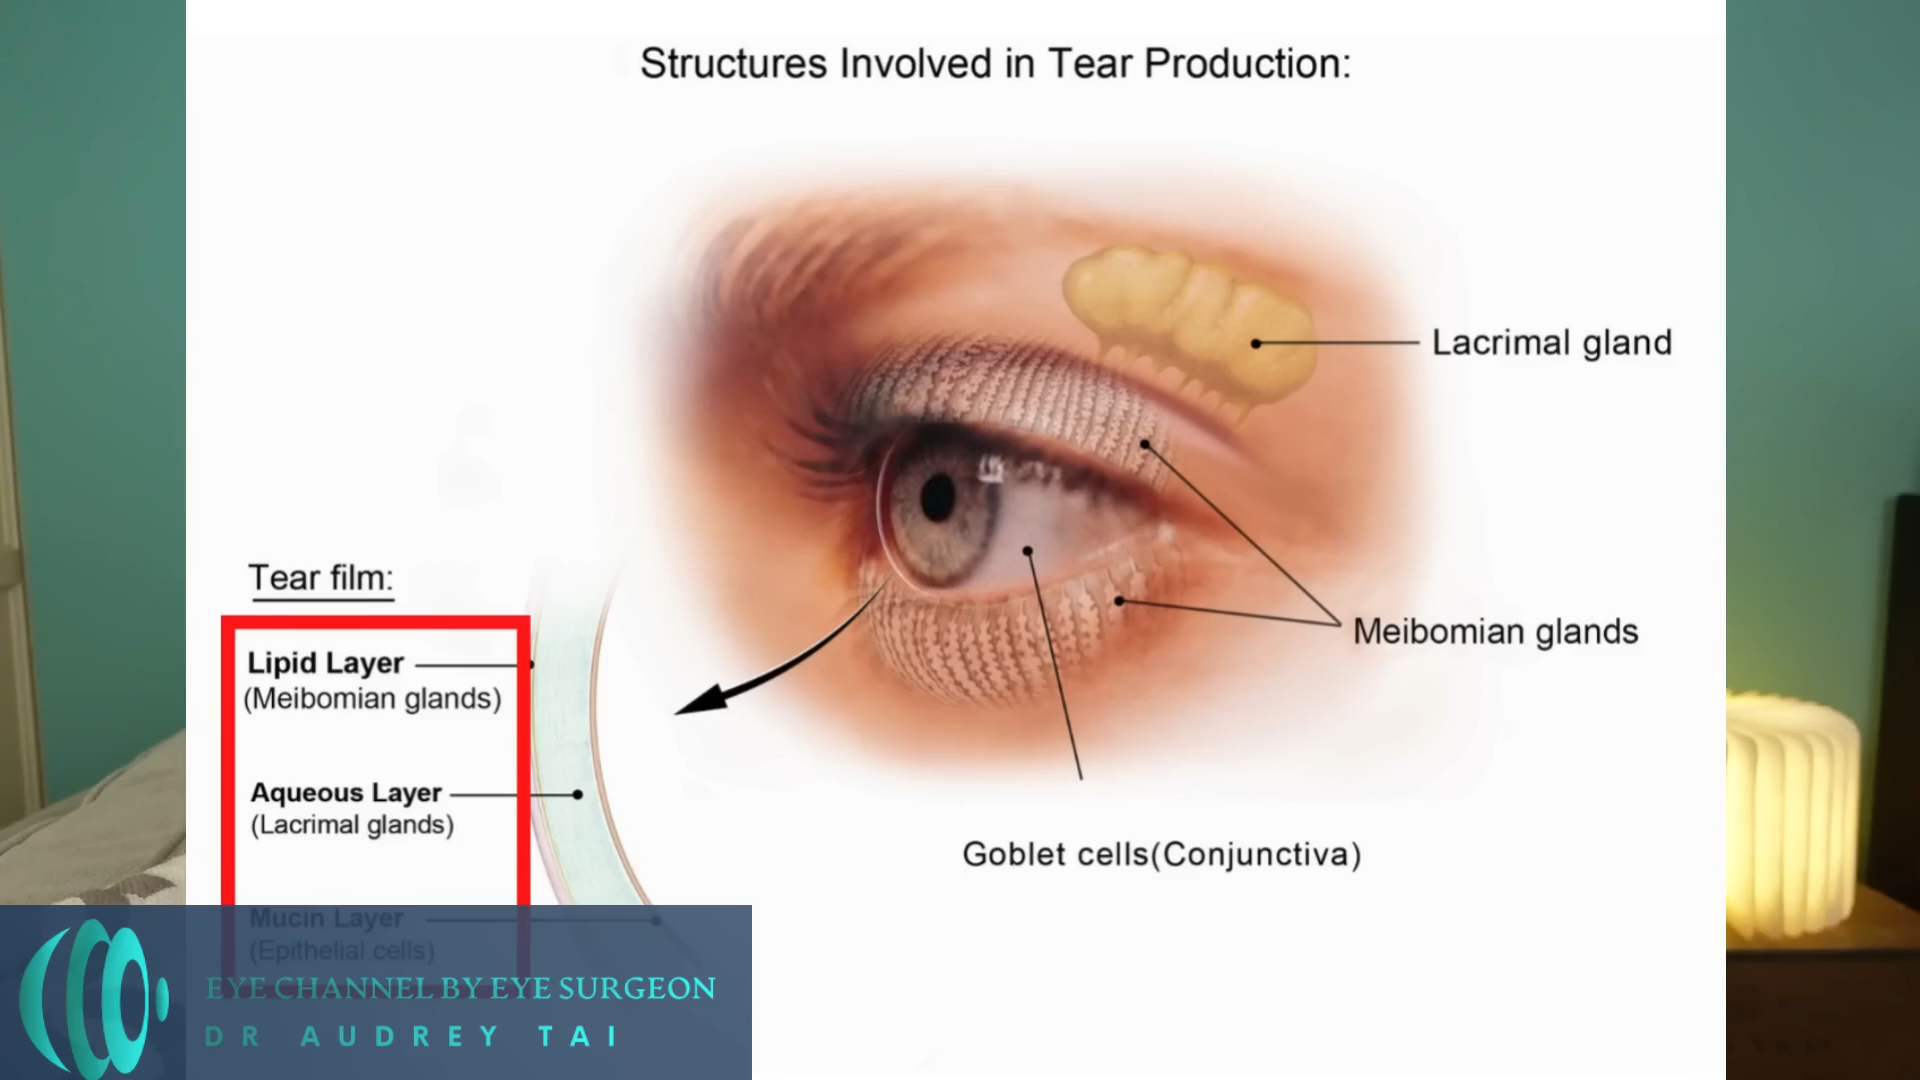 Structures Involved in Tear Production:
Lacrimal gland
Tear film:
Meibomian glands
Lipid Layer
(Meibomian glands)
Aqueous Layer
(Lacrimal glands)
Goblet cells(Conjunctiva)
Mucin Layer
(Epithelial cells)
EYE CHANNEL BY EYE SURGEON
DR AUDREY TAI